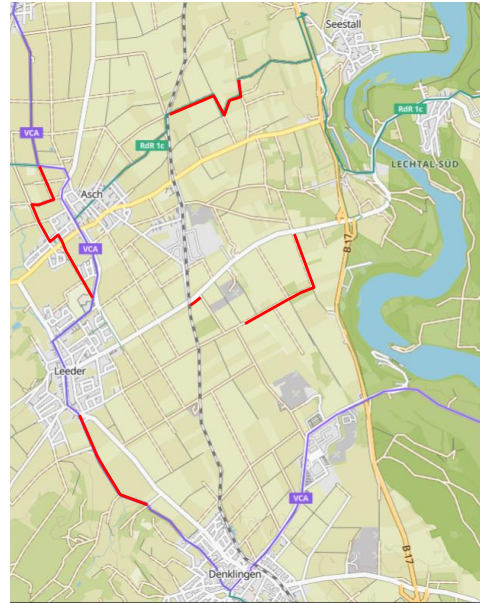 Seestall
RdR 1c
VCA
RdR 1c
LECHTAL-SÜD
Asch
VCA
B 17
Leeder
VCA
B 17
Denklingen